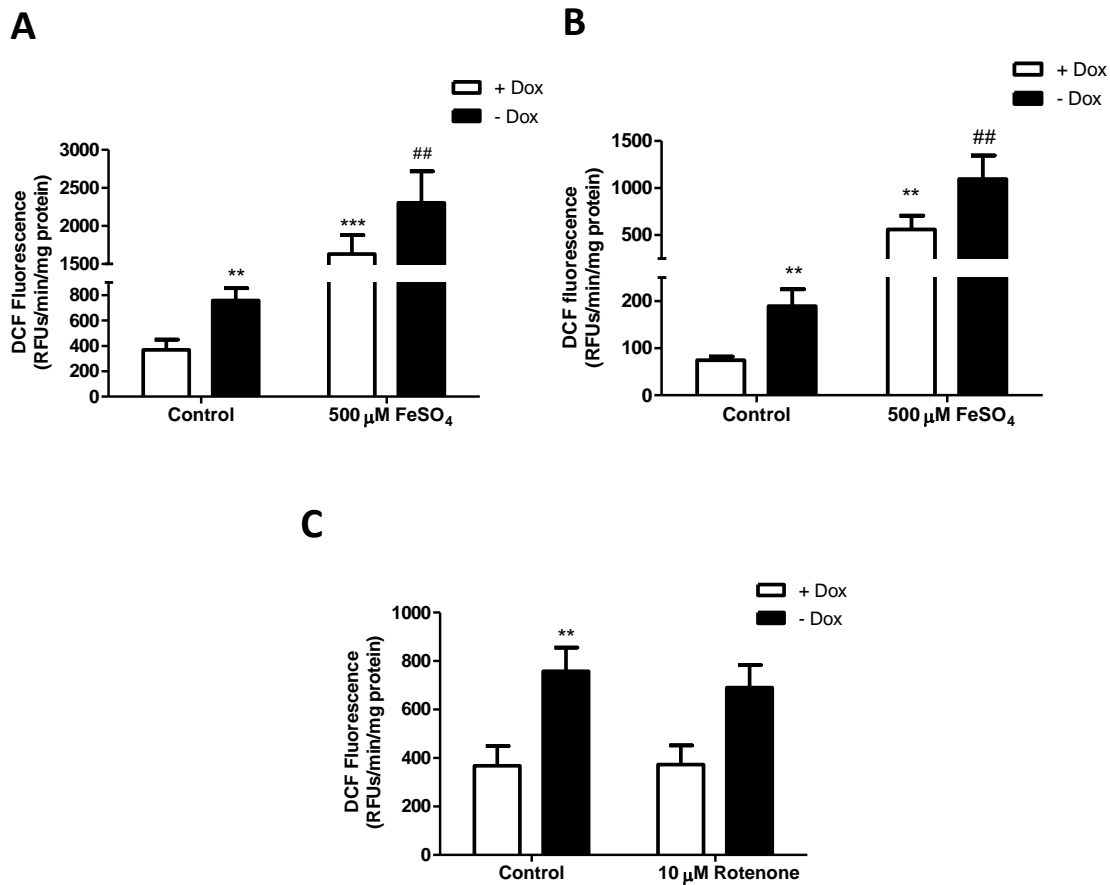 A
+ Dox
- Dox
DCF Fluorescence
(RFUs/min/mg protein)
3000
2500
2000
1500
800
600
400
200
0
**
***
##
Control
500 μM FeSO₄
B
+ Dox
- Dox
DCF fluorescence
(RFUs/min/mg protein)
1500
1000
500
200
100
0
**
**
##
Control
500 μM FeSO₄
C
+ Dox
- Dox
DCF Fluorescence
(RFUs/min/mg protein)
1000
800
600
400
200
0
**
Control
10 μM Rotenone